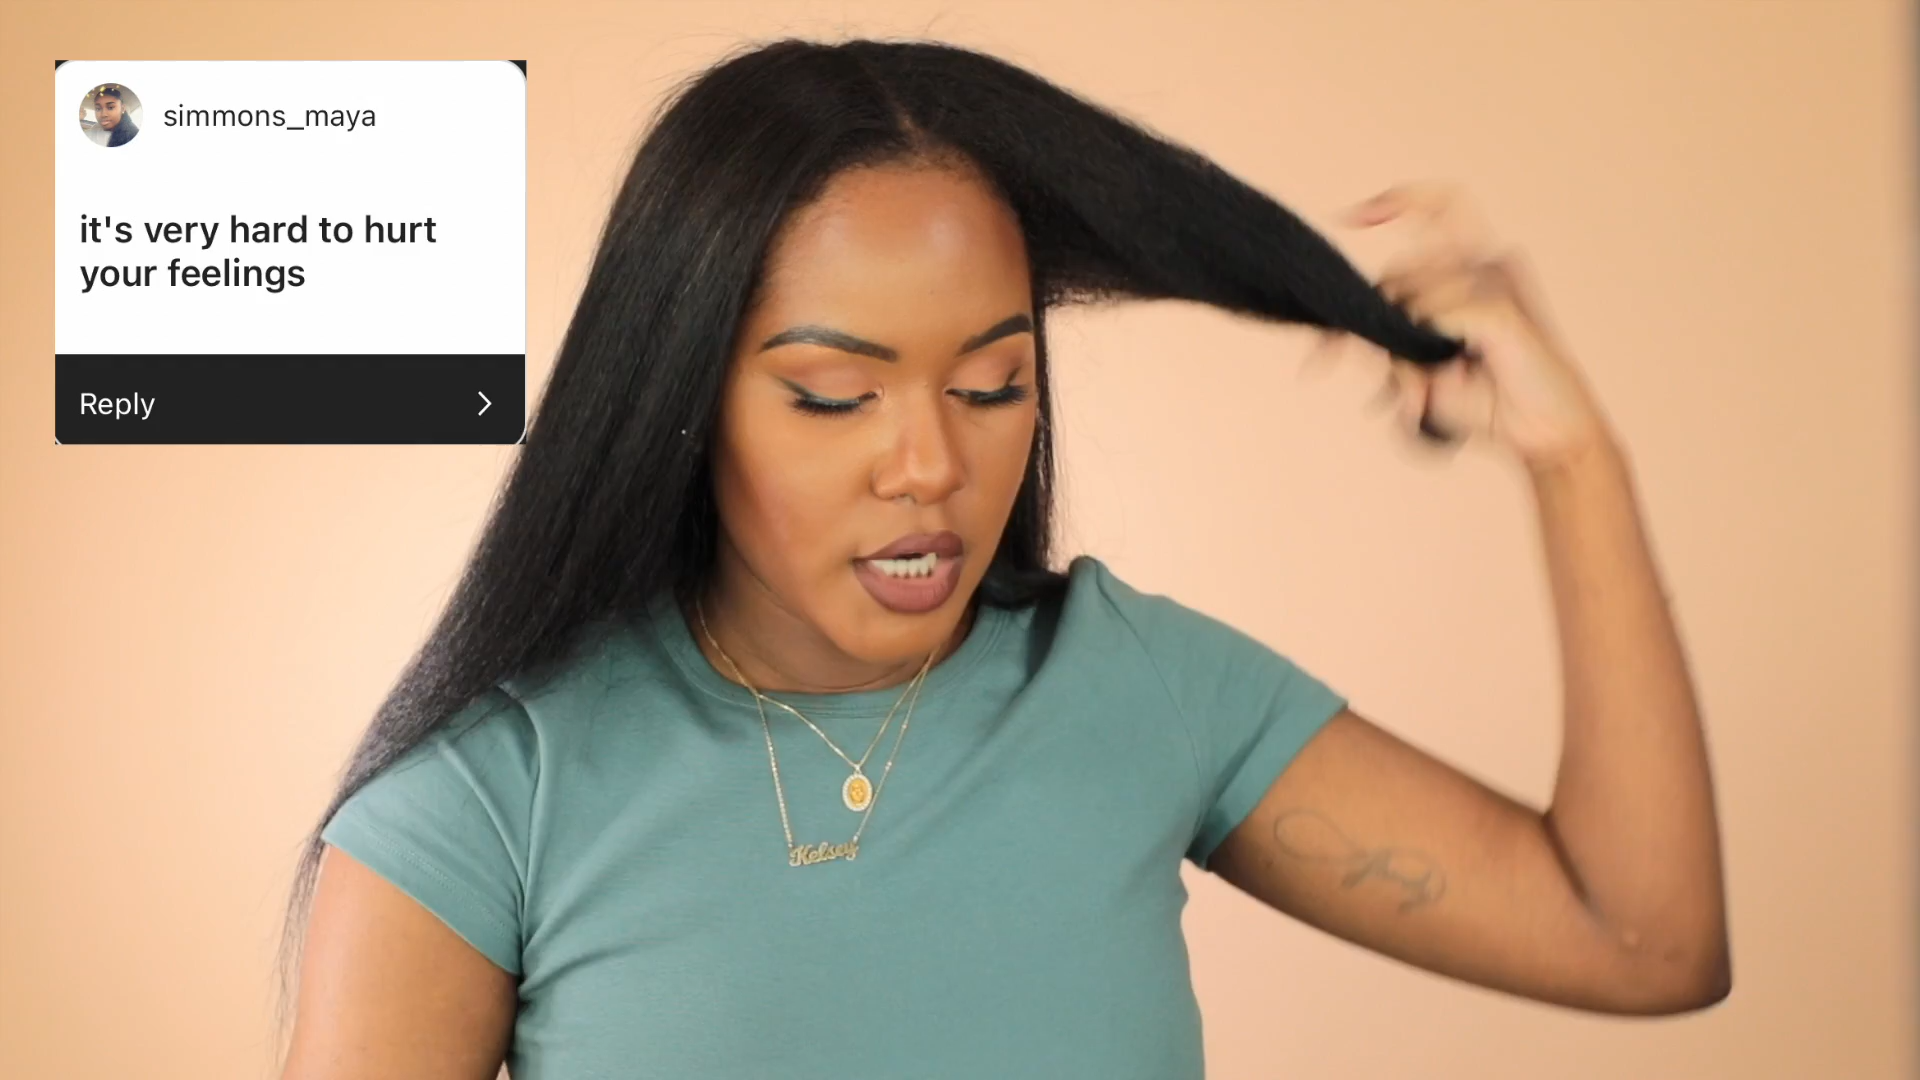 simmons_maya
it's very hard to hurt
your feelings
Reply
Kelsey